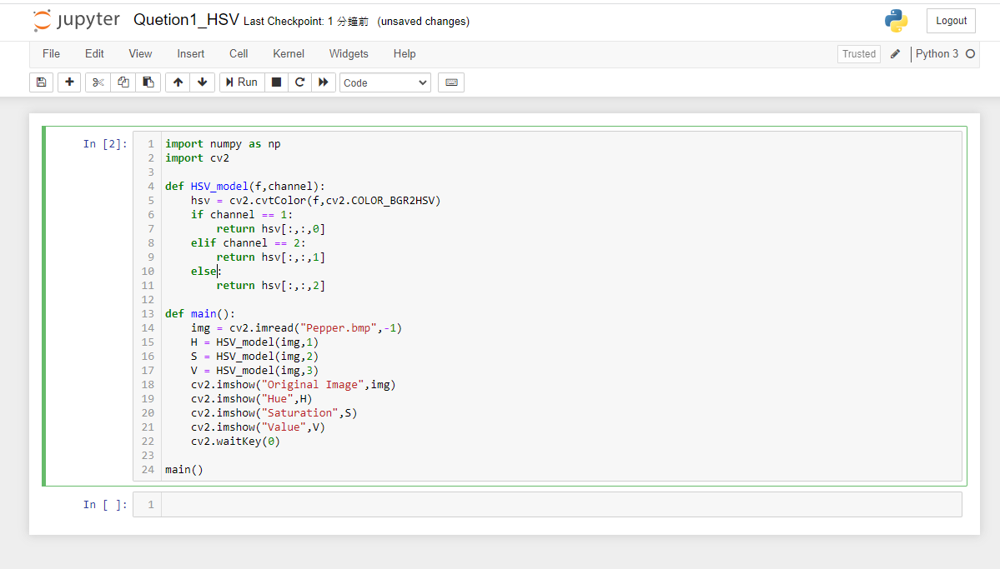 jupyter Quetion1_HSV Last Checkpoint: 1 分鐘前 (unsaved changes) Logout
File Edit View Insert Cell Kernel Widgets Help Trusted Python 3
Run Code
In [2]:
1 import numpy as np
2 import cv2
3
4 def HSV_model(f,channel):
5     hsv = cv2.cvtColor(f,cv2.COLOR_BGR2HSV)
6     if channel == 1:
7         return hsv[:,:,0]
8     elif channel == 2:
9         return hsv[:,:,1]
10     else:
11         return hsv[:,:,2]
12
13 def main():
14     img = cv2.imread("Pepper.bmp",-1)
15     H = HSV_model(img,1)
16     S = HSV_model(img,2)
17     V = HSV_model(img,3)
18     cv2.imshow("Original Image",img)
19     cv2.imshow("Hue",H)
20     cv2.imshow("Saturation",S)
21     cv2.imshow("Value",V)
22     cv2.waitKey(0)
23
24 main()
In [ ]:
1